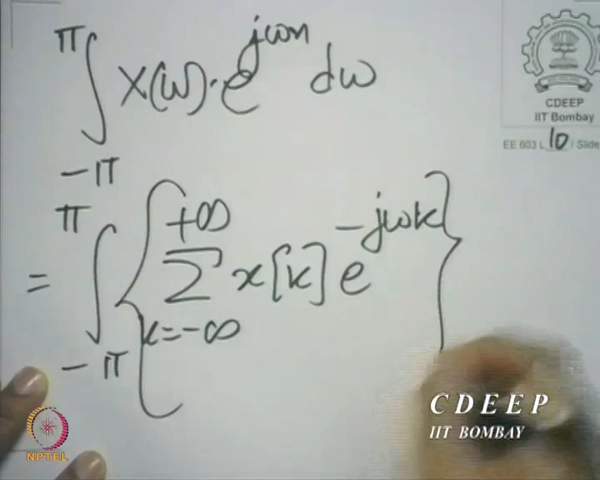 ∫_{-π}^{π} X(ω)·e^{jωn} dω
= ∫_{-π}^{π} { Σ_{k=-∞}^{+∞} x[k] e^{-jωk} }
CDEEP
IIT Bombay
EE 603 L 10 / Slide
CDEEP
IIT BOMBAY
NPTEL